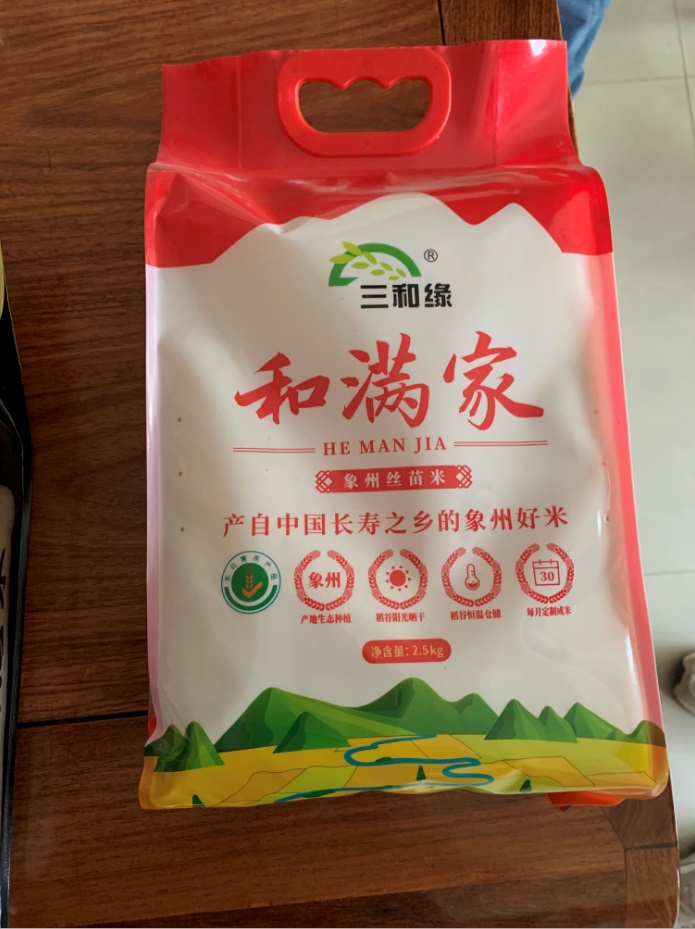 ®
三和缘
和满家
HE MAN JIA
象州丝苗米
产自中国长寿之乡的象州好米
象州
30
产地生态种植
稻谷阳光晒干
稻谷恒温仓储
每月定制成米
净含量：2.5kg